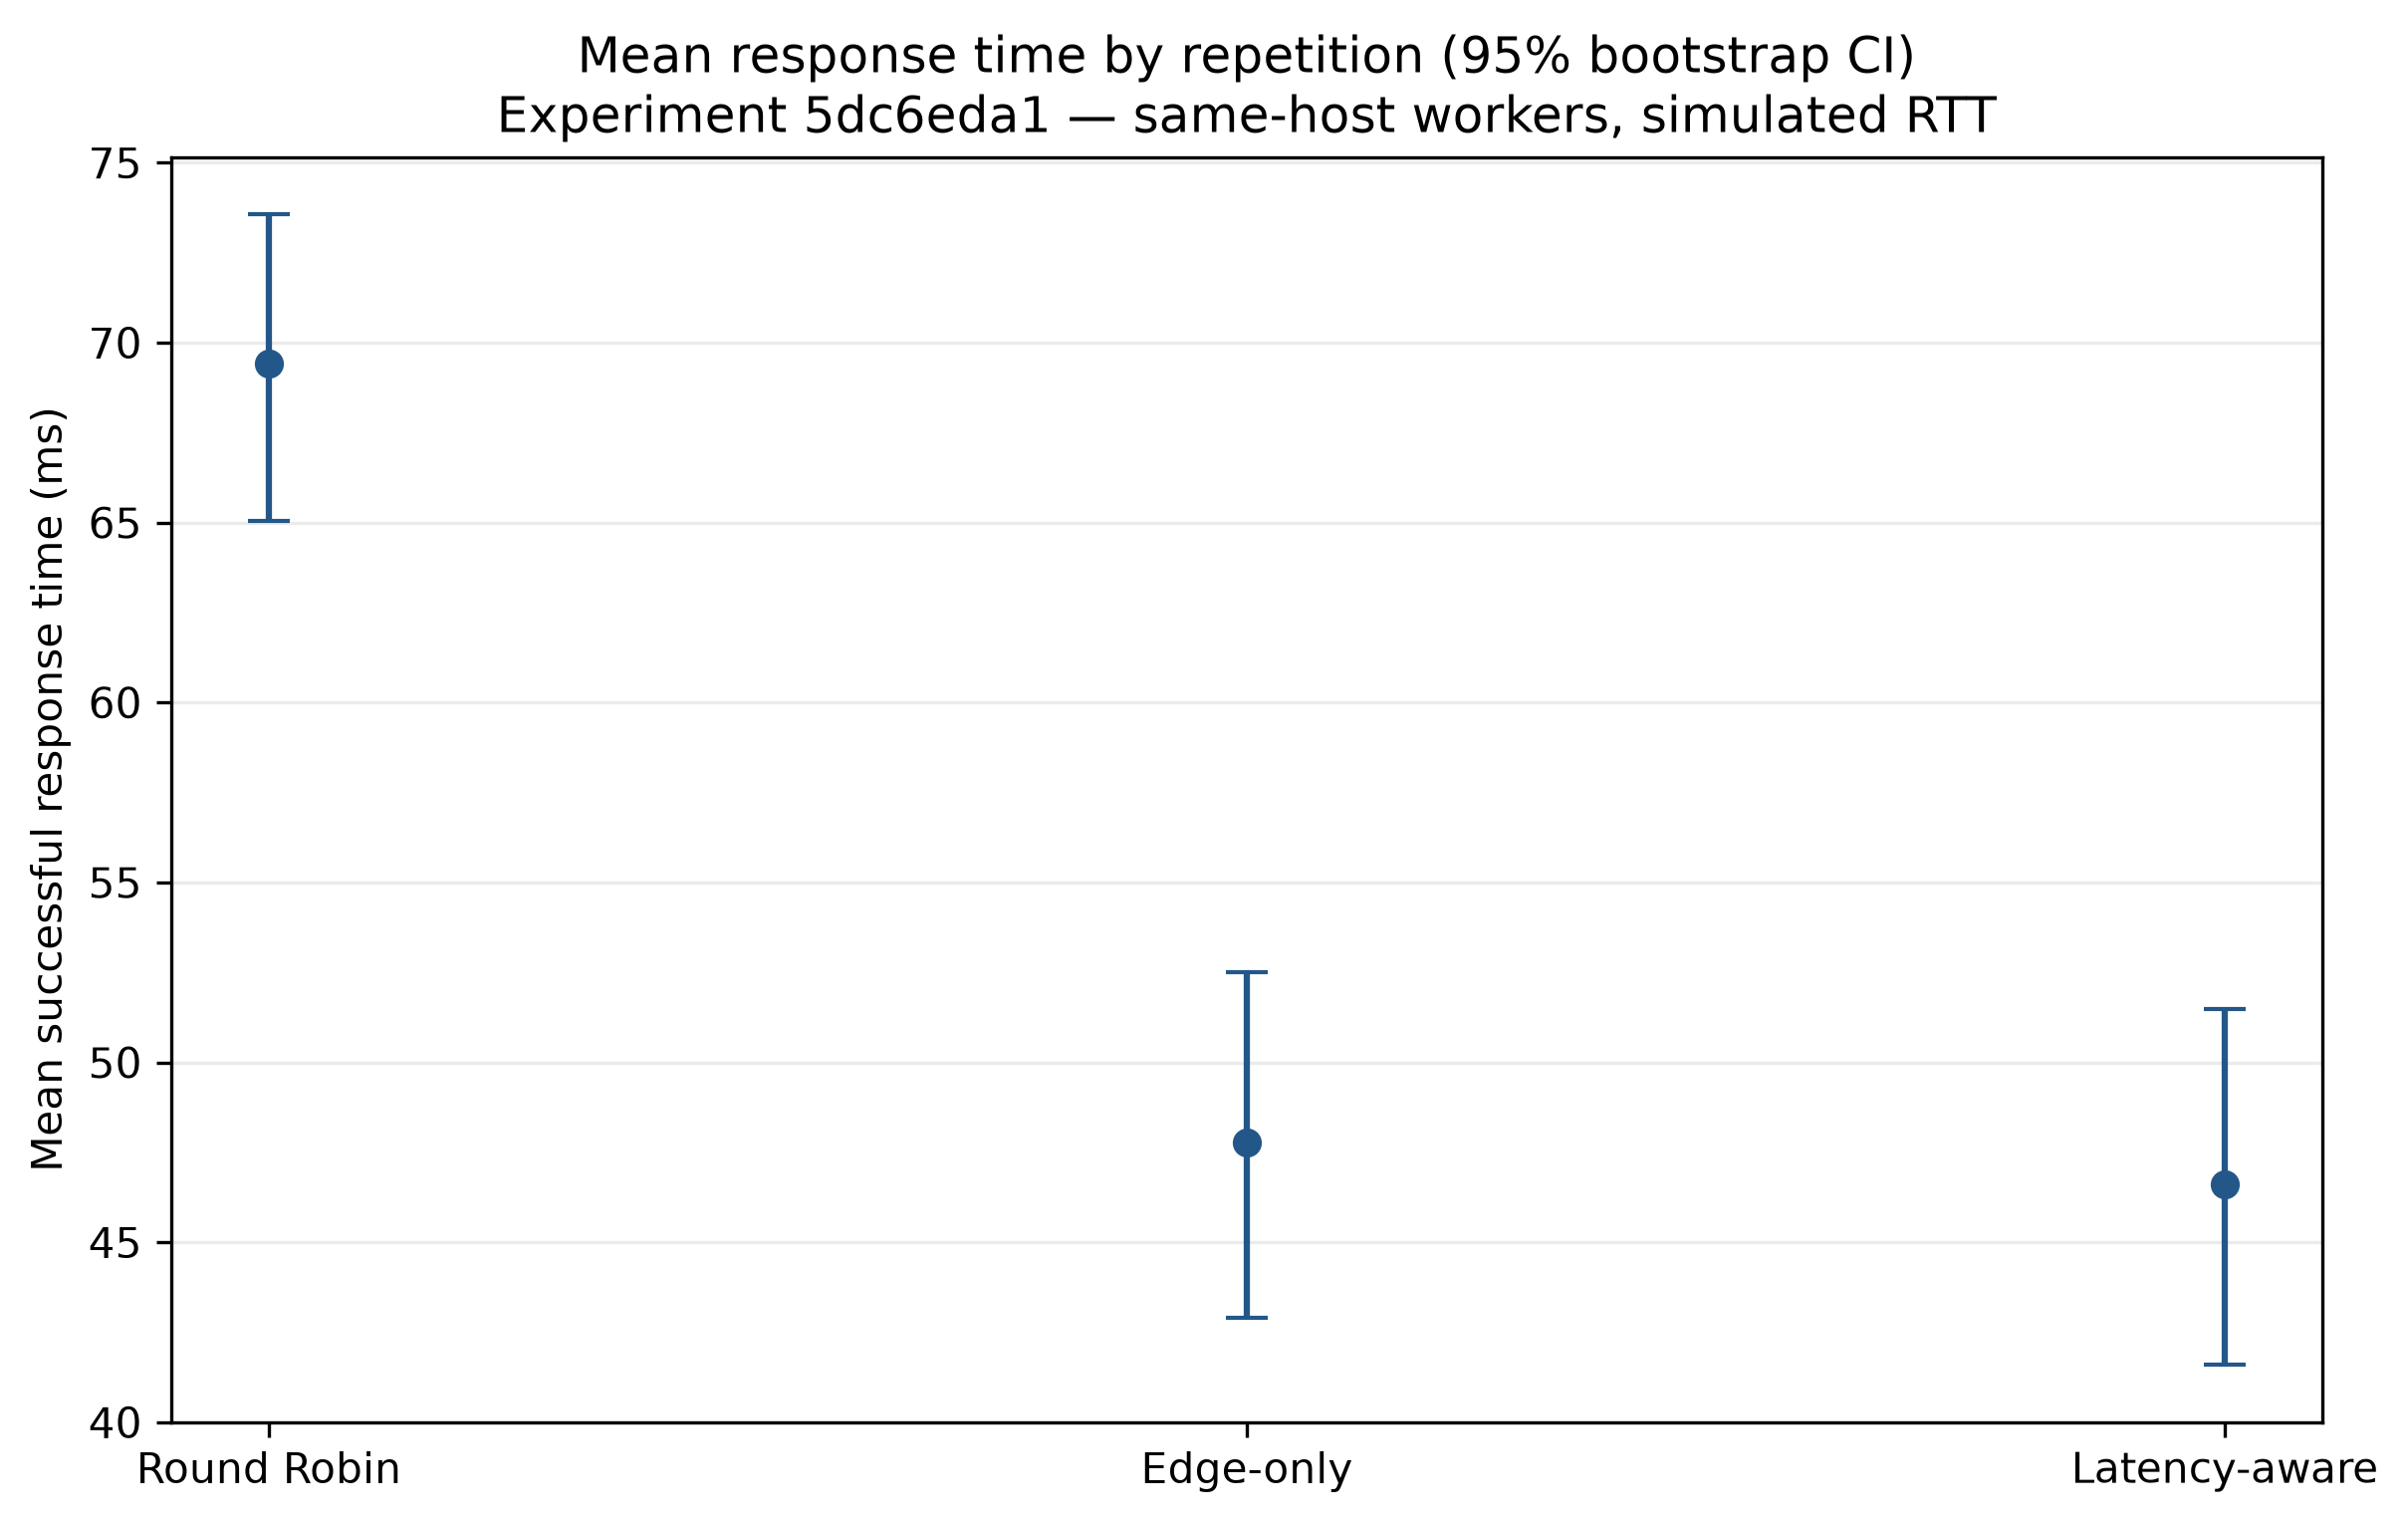 Mean response time by repetition (95% bootstrap CI)
Experiment 5dc6eda1 — same-host workers, simulated RTT
Mean successful response time (ms)
75
70
65
60
55
50
45
40
Round Robin
Edge-only
Latency-aware